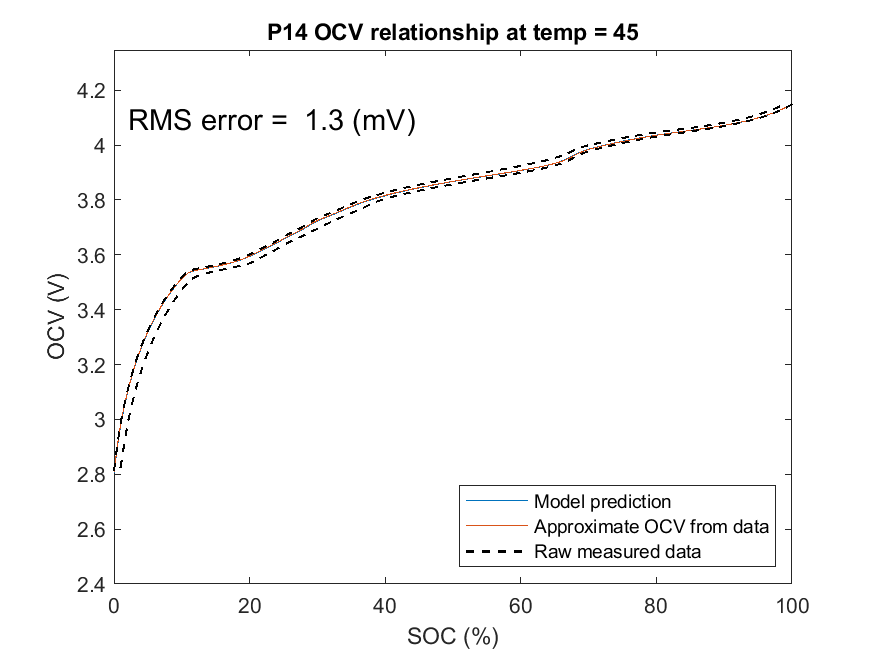 P14 OCV relationship at temp = 45
RMS error =  1.3 (mV)
4.2
4
3.8
3.6
3.4
3.2
3
2.8
2.6
2.4
OCV (V)
Model prediction
Approximate OCV from data
Raw measured data
0 20 40 60 80 100
SOC (%)